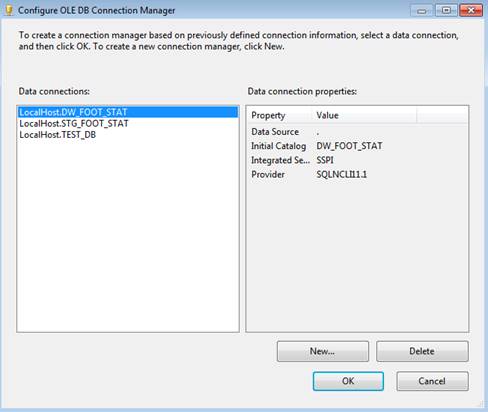 Configure OLE DB Connection Manager
To create a connection manager based on previously defined connection information, select a data connection,
and then click OK. To create a new connection manager, click New.
Data connections:
Data connection properties:
LocalHost.DW_FOOT_STAT
LocalHost.STG_FOOT_STAT
LocalHost.TEST_DB
Property Value
Data Source .
Initial Catalog DW_FOOT_STAT
Integrated Se... SSPI
Provider SQLNCLI11.1
New... Delete
OK Cancel